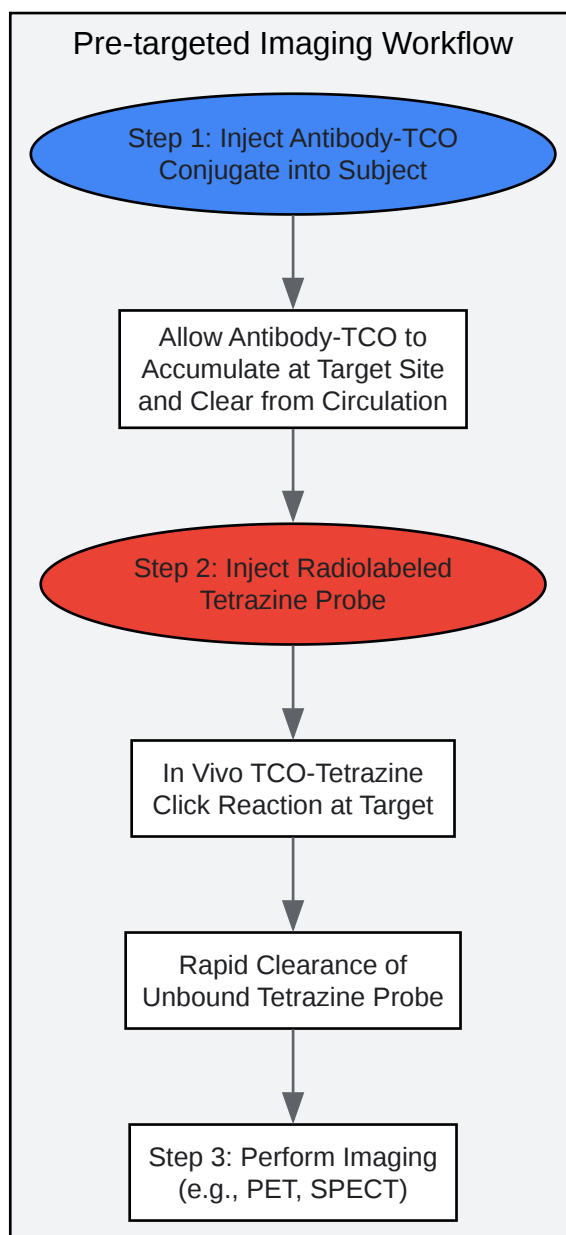 Pre-targeted Imaging Workflow
Step 1: Inject Antibody-TCO
Conjugate into Subject
Allow Antibody-TCO to
Accumulate at Target Site
and Clear from Circulation
Step 2: Inject Radiolabeled
Tetrazine Probe
In Vivo TCO-Tetrazine
Click Reaction at Target
Rapid Clearance of
Unbound Tetrazine Probe
Step 3: Perform Imaging
(e.g., PET, SPECT)